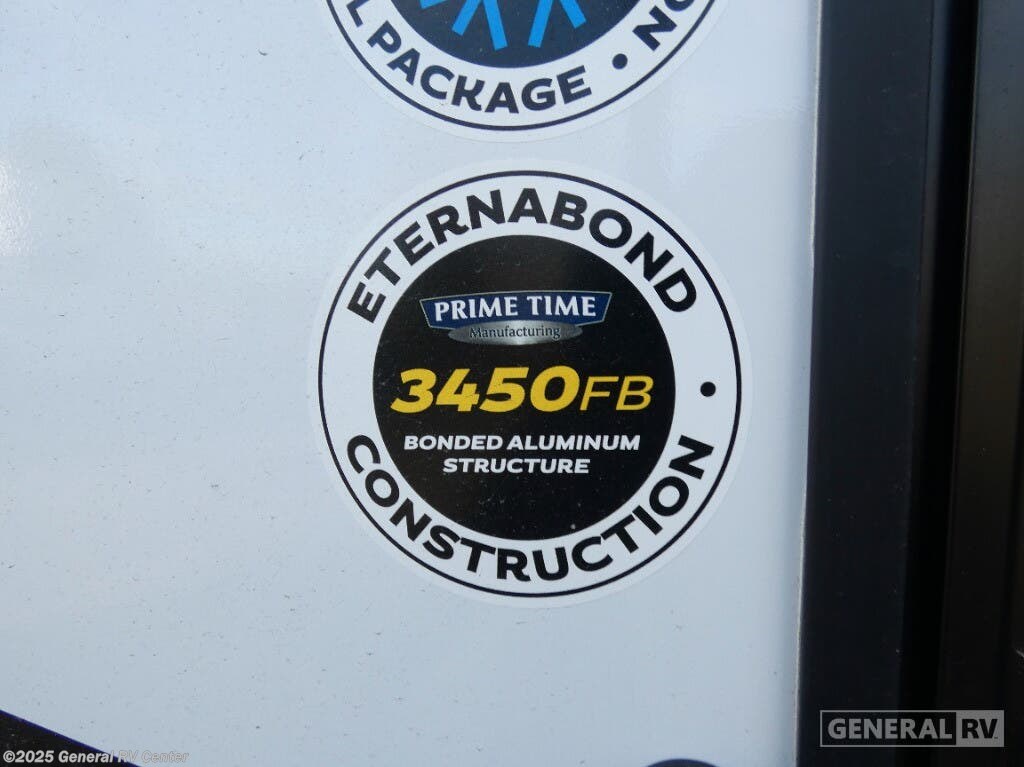 PACKAGE •
ETERNABOND
PRIME TIME
Manufacturing
3450FB
BONDED ALUMINUM
STRUCTURE
CONSTRUCTION •
GENERAL RV
©2025 General RV Center